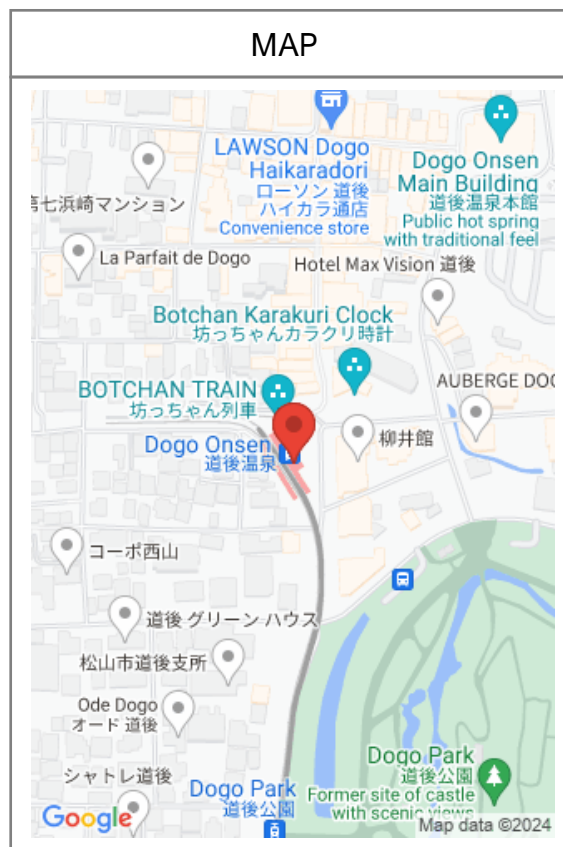 MAP
LAWSON Dogo
Haikaradori
ローソン 道後
ハイカラ通店
Convenience store
Dogo Onsen
Main Building
道後温泉本館
Public hot spring
with traditional feel
第七浜崎マンション
La Parfait de Dogo
Hotel Max Vision 道後
Botchan Karakuri Clock
坊っちゃんカラクリ時計
BOTCHAN TRAIN
坊っちゃん列車
AUBERGE DOG
柳井館
Dogo Onsen
道後温泉
コーポ西山
道後 グリーン ハウス
松山市道後支所
Ode Dogo
オード 道後
シャトレ道後
Dogo Park
道後公園
Dogo Park
道後公園
Former site of castle
with scenic views
Google
Map data ©2024